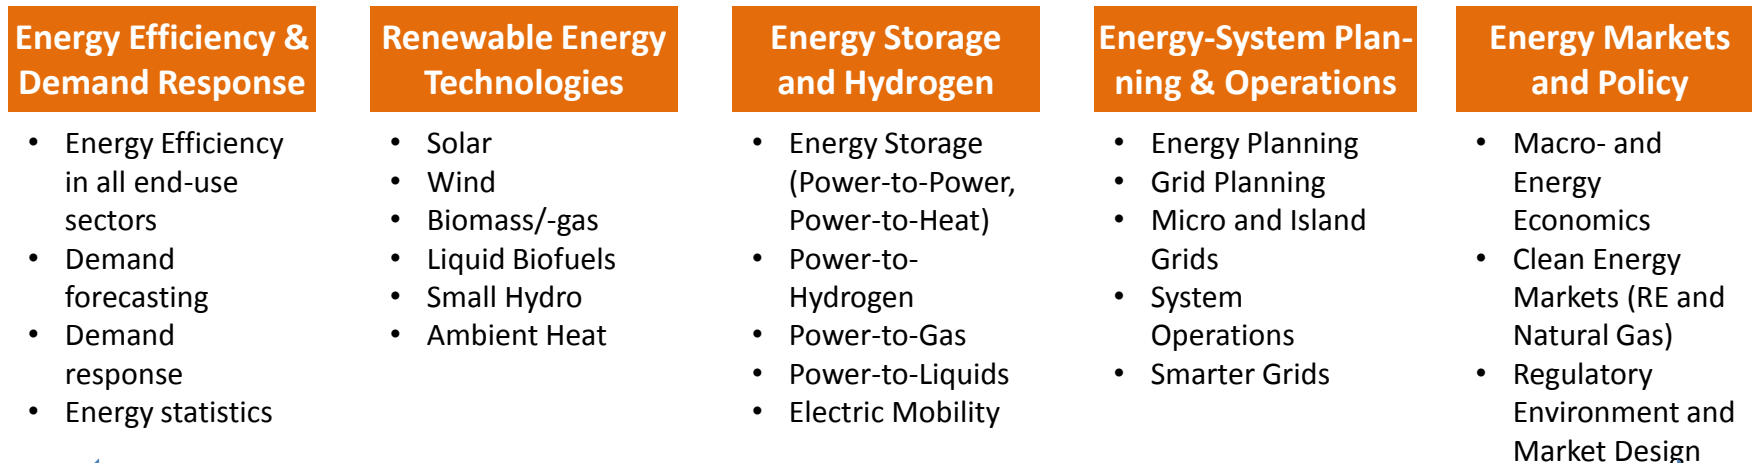 Energy Efficiency &
Demand Response
• Energy Efficiency
in all end-use
sectors
• Demand
forecasting
• Demand
response
• Energy statistics
Renewable Energy
Technologies
• Solar
• Wind
• Biomass/-gas
• Liquid Biofuels
• Small Hydro
• Ambient Heat
Energy Storage
and Hydrogen
• Energy Storage
(Power-to-Power,
Power-to-Heat)
• Power-to-
Hydrogen
• Power-to-Gas
• Power-to-Liquids
• Electric Mobility
Energy-System Plan-
ning & Operations
• Energy Planning
• Grid Planning
• Micro and Island
Grids
• System
Operations
• Smarter Grids
Energy Markets
and Policy
• Macro- and
Energy
Economics
• Clean Energy
Markets (RE and
Natural Gas)
• Regulatory
Environment and
Market Design